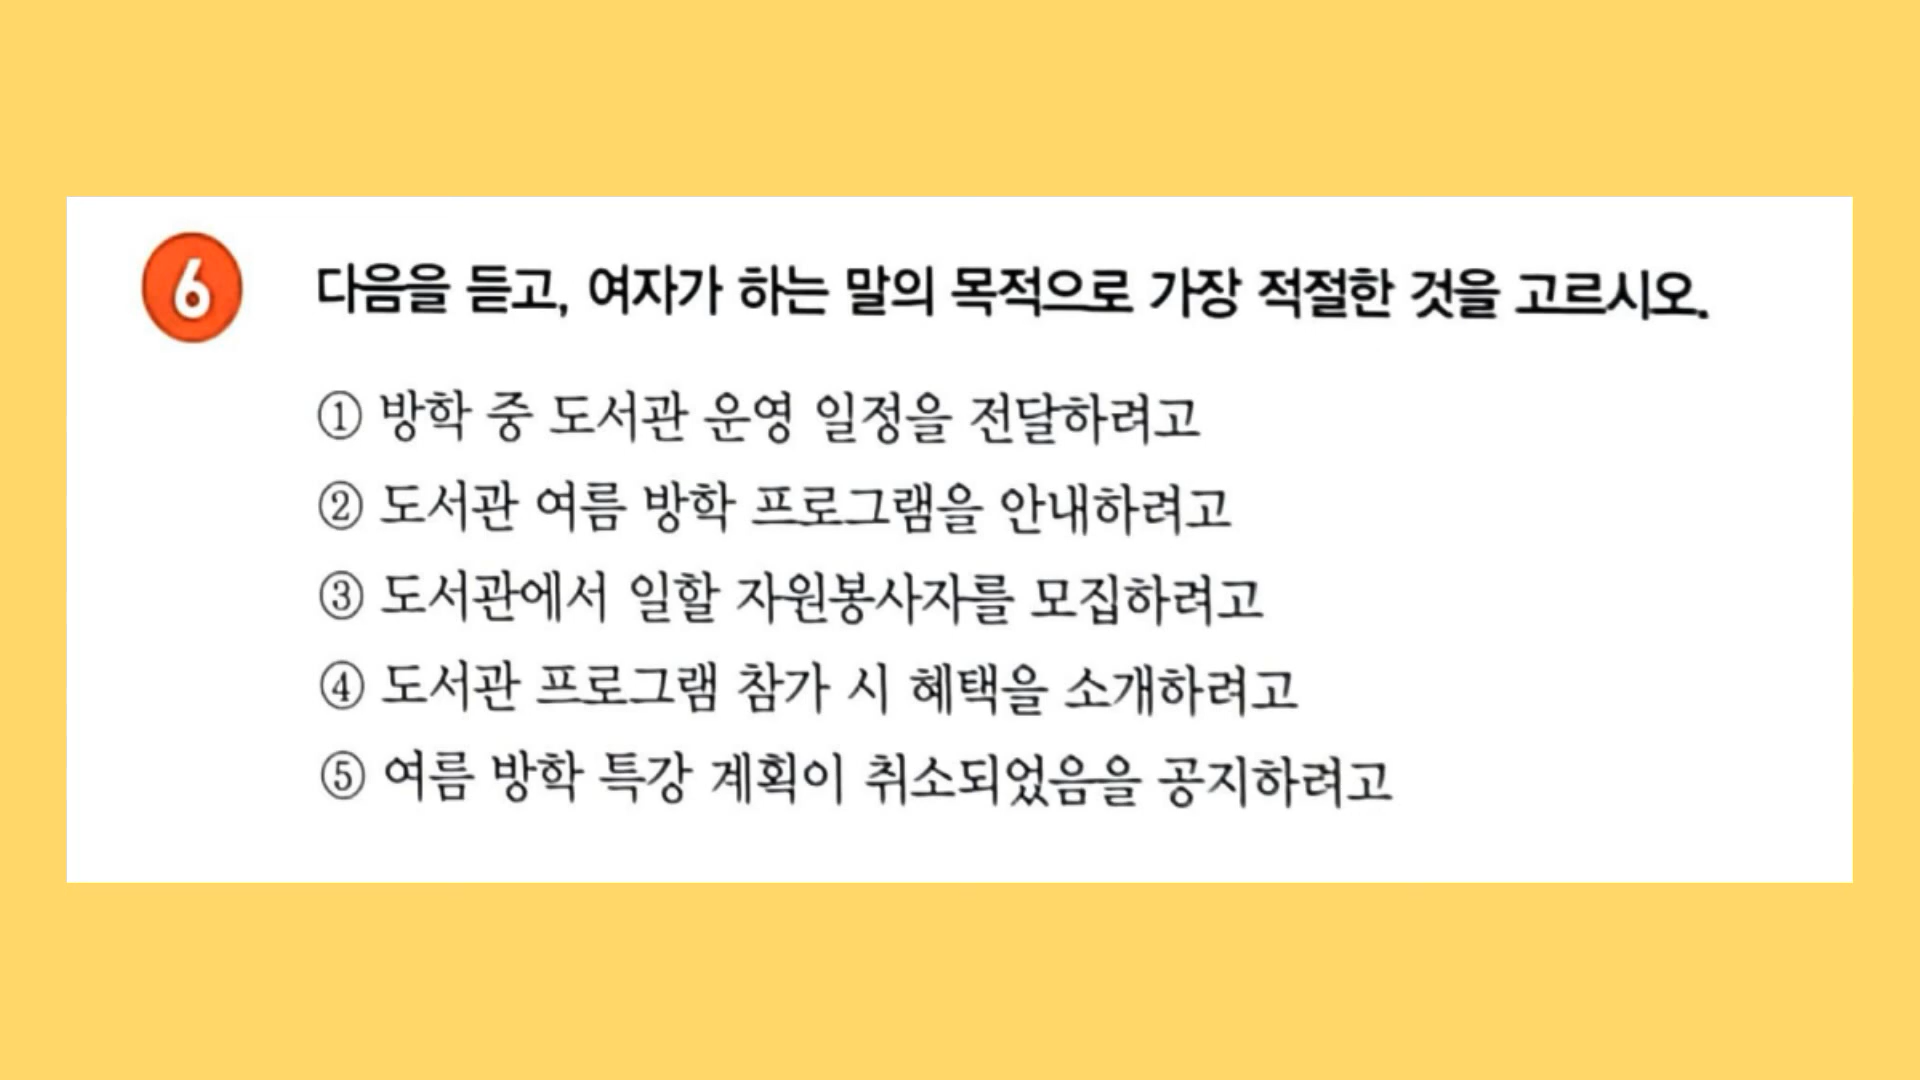 6 다음을 듣고, 여자가 하는 말의 목적으로 가장 적절한 것을 고르시오.
① 방학 중 도서관 운영 일정을 전달하려고
② 도서관 여름 방학 프로그램을 안내하려고
③ 도서관에서 일할 자원봉사자를 모집하려고
④ 도서관 프로그램 참가 시 혜택을 소개하려고
⑤ 여름 방학 특강 계획이 취소되었음을 공지하려고